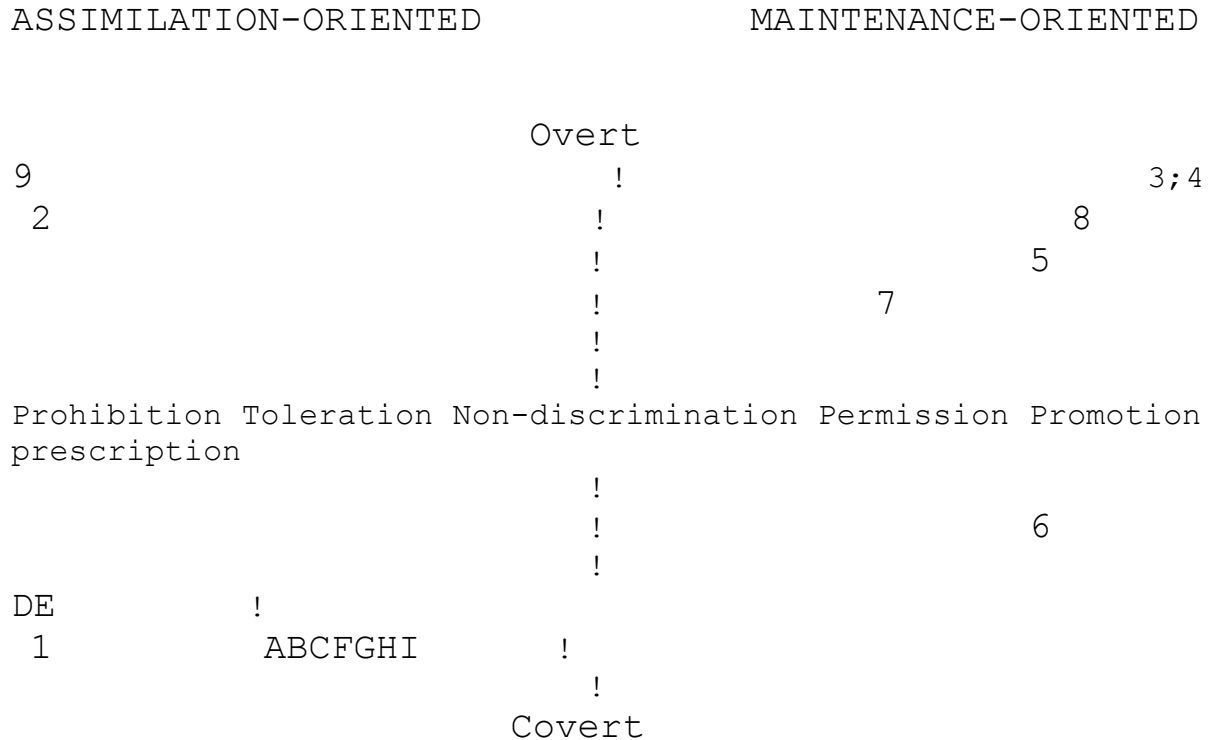 ASSIMILATION-ORIENTED MAINTENANCE-ORIENTED
Overt
9 ! 3;4
2 ! 8
! 5
! 7
!
!
Prohibition Toleration Non-discrimination Permission Promotion
prescription
!
! 6
!
DE !
1 ABCFGHI !
!
Covert